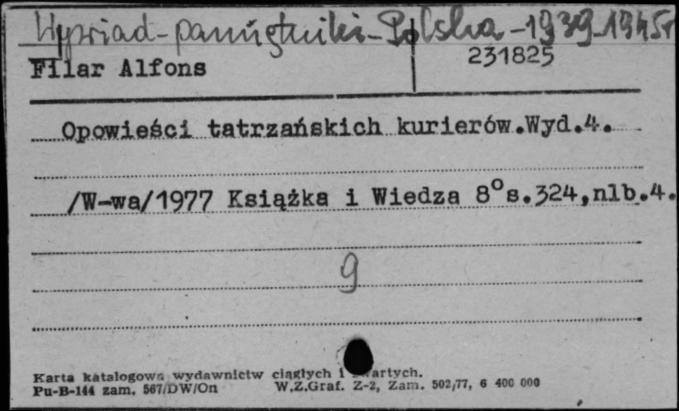 Wywiad-pamiętniki-Polska-1939-1945r
231825
Filar Alfons
Opowieści tatrzańskich kurierów.Wyd.4.
/W-wa/1977 Książka i Wiedza 8°s.324,nlb.4.
9
Karta katalogowa wydawnictw ciągłych i zwartych.
Pu-B-144 zam. 567/DW/On W.Z.Graf. Z-2, Zam. 502/77, 6 400 000